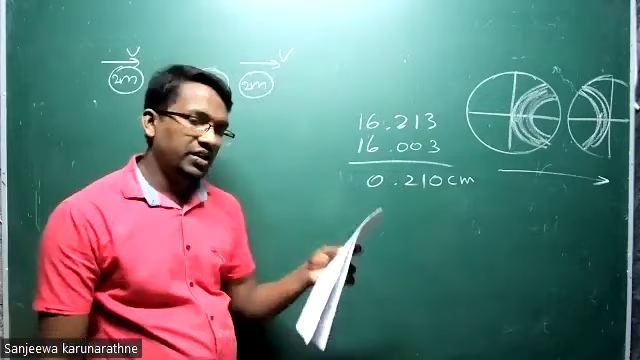 V
2m
V
2m
16.213
16.003
0.210cm
Sanjeewa karunarathne